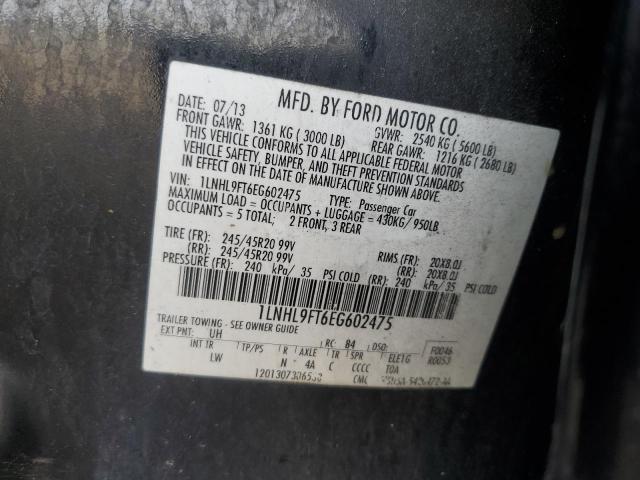 MFD. BY FORD MOTOR CO.
DATE: 07/13 GVWR: 2540 KG ( 5600 LB)
FRONT GAWR: 1361 KG ( 3000 LB) REAR GAWR: 1216 KG ( 2680 LB)
THIS VEHICLE CONFORMS TO ALL APPLICABLE FEDERAL MOTOR
VEHICLE SAFETY, BUMPER, AND THEFT PREVENTION STANDARDS
IN EFFECT ON THE DATE OF MANUFACTURE SHOWN ABOVE.
VIN: 1LNHL9FT6EG602475 TYPE: Passenger Car
MAXIMUM LOAD = OCCUPANTS + LUGGAGE = 430KG/ 950LB
OCCUPANTS = 5 TOTAL; 2 FRONT, 3 REAR
TIRE (FR): 245/45R20 99V RIMS (FR): 20X8.0J
(RR): 245/45R20 99V (RR): 20X8.0J
PRESSURE (FR): 240 kPa/ 35 PSI COLD (RR): 240 kPa/ 35 PSI COLD
1LNHL9FT6EG602475
TRAILER TOWING - SEE OWNER GUIDE
EXT PNT: UH RC: 84 DSO: F0046
INT TR TP/PS R AXLE TR SPR ELE1G R0053
LW N 4A C CCCC T0A
CMC